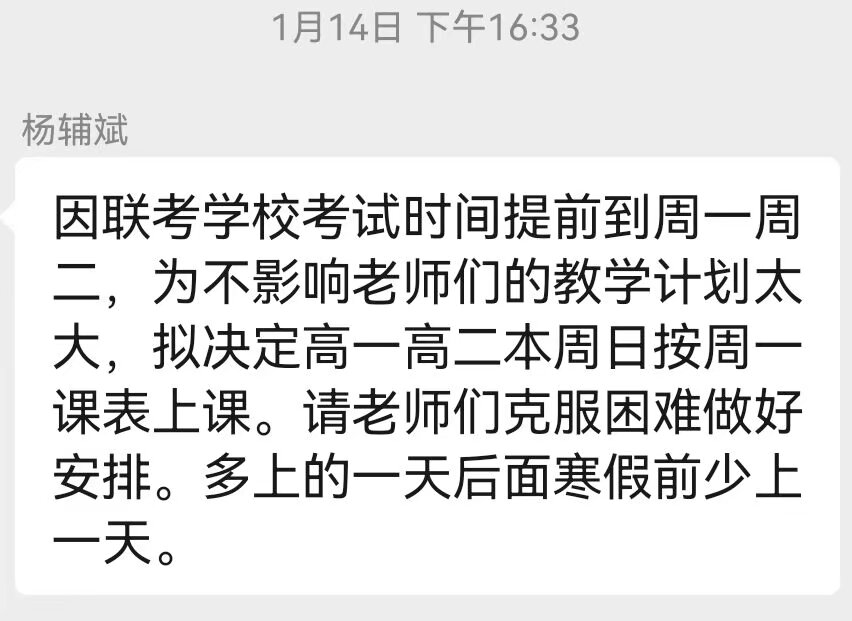 1月14日 下午16:33
杨辅斌
因联考学校考试时间提前到周一周
二，为不影响老师们的教学计划太
大，拟决定高一高二本周日按周一
课表上课。请老师们克服困难做好
安排。多上的一天后面寒假前少上
一天。